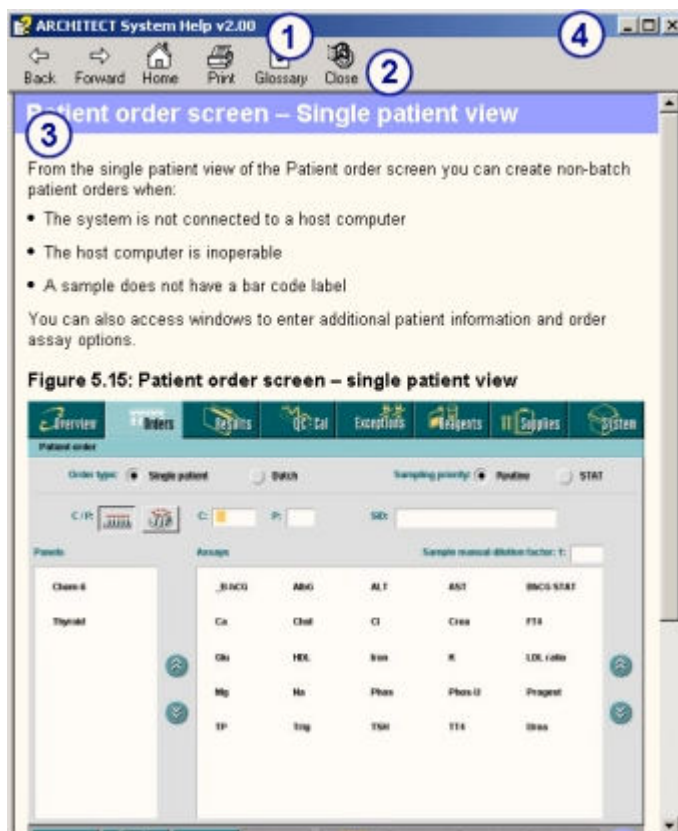 ARCHITECT System Help v2.00
1
4
Back Forward Home Print Glossary Close
2
Patient order screen – Single patient view
3
From the single patient view of the Patient order screen you can create non-batch
patient orders when:
• The system is not connected to a host computer
• The host computer is inoperable
• A sample does not have a bar code label
You can also access windows to enter additional patient information and order
assay options.
Figure 5.15: Patient order screen – single patient view
Overview Orders Results QC-Cal Exceptions Reagents Supplies System
Patient order
Order type: Single patient Batch Sampling priority: Routine STAT
C / P: C: P: SID:
Panels Assays Sample manual dilution factor: 1:
Chem-6 AlbG ALT AST
Thyroid Ca Chol Cl Crea FT4
Glu HDL Iron K LDL ratio
Mg Na Phos Phos-U Progest
TP Trig TSH TT4 Urea